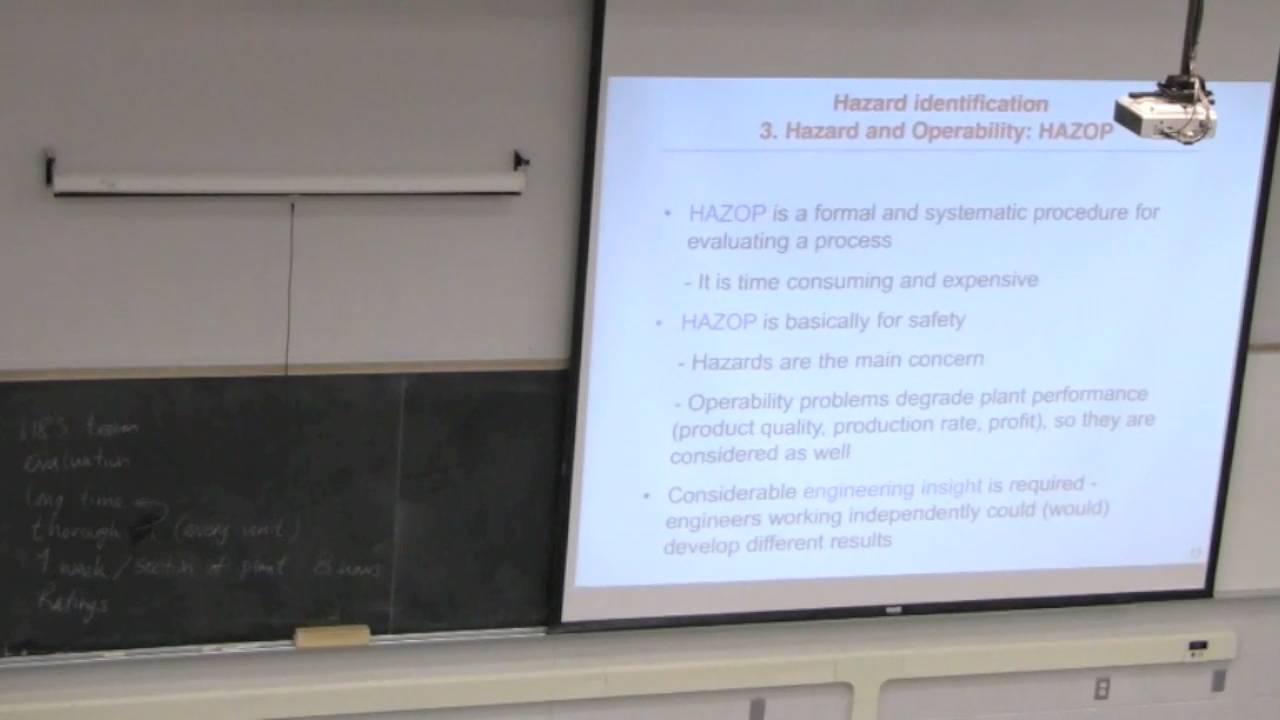 Hazard identification
3. Hazard and Operability: HAZOP
• HAZOP is a formal and systematic procedure for
evaluating a process
- It is time consuming and expensive
• HAZOP is basically for safety
- Hazards are the main concern
- Operability problems degrade plant performance
(product quality, production rate, profit), so they are
considered as well
• Considerable engineering insight is required -
engineers working independently could (would)
develop different results
team
evaluation
long time
thorough (every unit)
1 week / section of plant 8 hours
Ratings